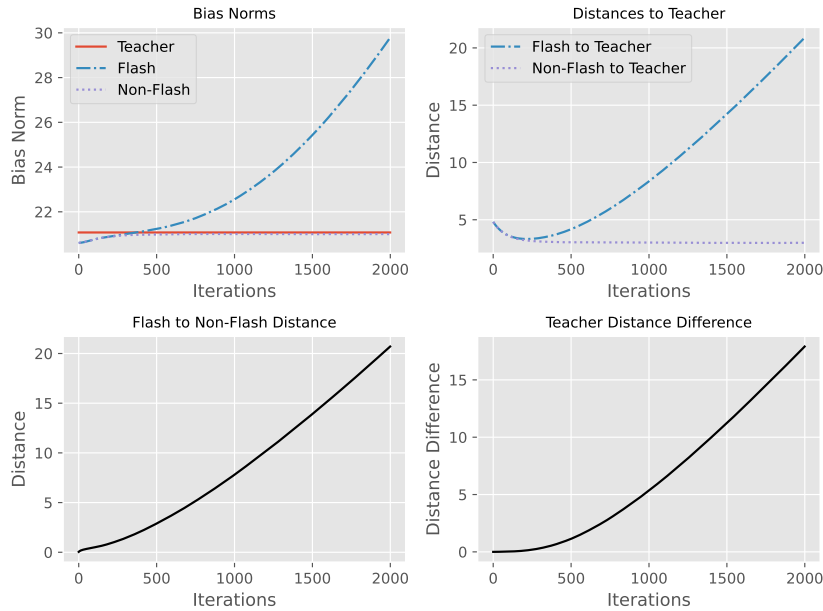 Bias Norms
30
28
26
24
22
Bias Norm
Teacher
Flash
Non-Flash
0 500 1000 1500 2000
Iterations
Distances to Teacher
20
15
10
5
Distance
Flash to Teacher
Non-Flash to Teacher
0 500 1000 1500 2000
Iterations
Flash to Non-Flash Distance
20
15
10
5
0
Distance
0 500 1000 1500 2000
Iterations
Teacher Distance Difference
15
10
5
0
Distance Difference
0 500 1000 1500 2000
Iterations